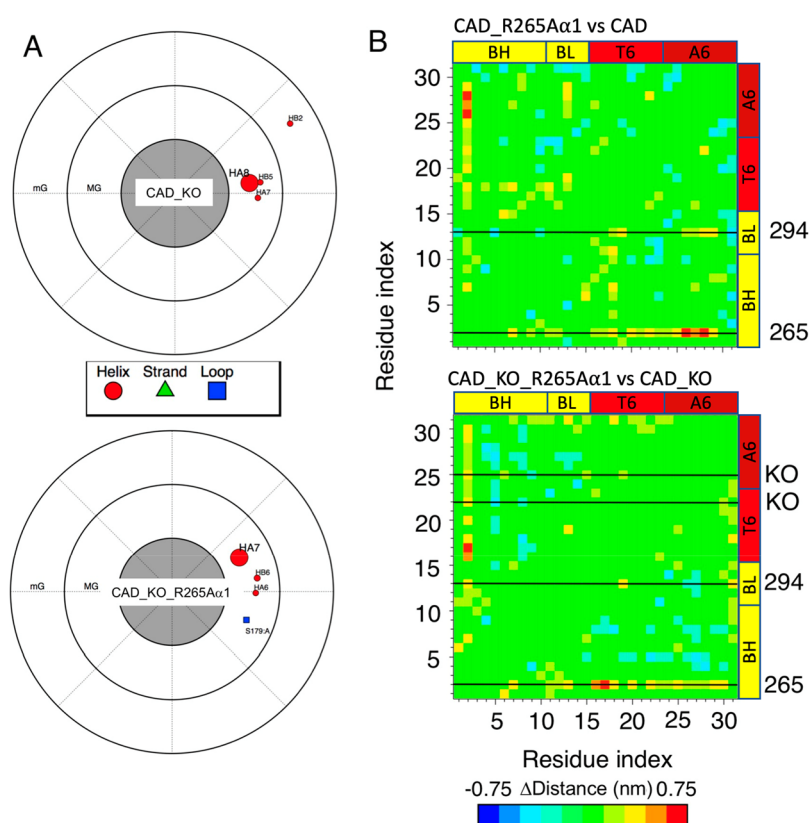 A
HB2
HA8
HB5
HA7
mG
MG
CAD_KO
Helix
Strand
Loop
HA7
HB6
HA6
mG
MG
CAD_KO_R265Aα1
S179:A
B
CAD_R265Aα1 vs CAD
BH
BL
T6
A6
30
25
20
15
10
5
A6
T6
BL
BH
294
265
Residue index
CAD_KO_R265Aα1 vs CAD_KO
BH
BL
T6
A6
30
25
20
15
10
5
A6
T6
BL
BH
KO
KO
294
265
5
10
15
20
25
30
Residue index
-0.75 ΔDistance (nm) 0.75